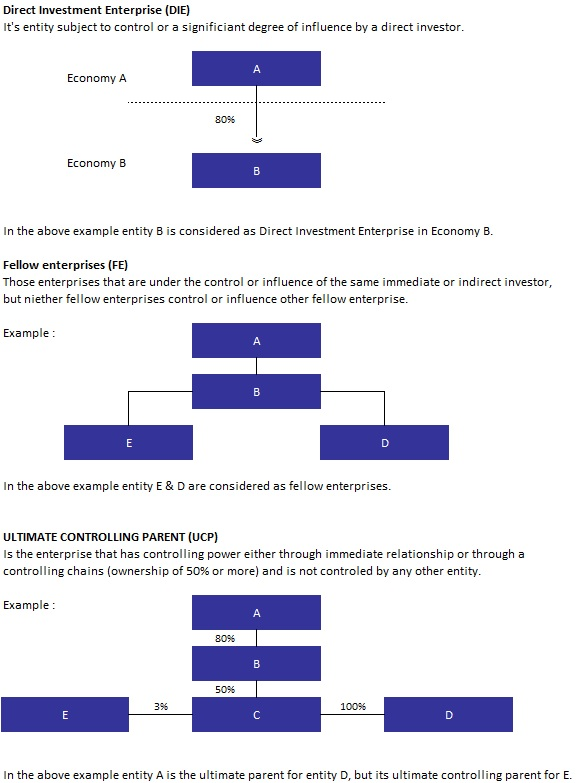 Direct Investment Enterprise (DIE)
It's entity subject to control or a significiant degree of influence by a direct investor.
A
Economy A
80%
Economy B
B
In the above example entity B is considered as Direct Investment Enterprise in Economy B.
Fellow enterprises (FE)
Those enterprises that are under the control or influence of the same immediate or indirect investor,
but niether fellow enterprises control or influence other fellow enterprise.
Example :
A
B
E
D
In the above example entity E & D are considered as fellow enterprises.
ULTIMATE CONTROLLING PARENT (UCP)
Is the enterprise that has controlling power either through immediate relationship or through a
controlling chains (ownership of 50% or more) and is not controled by any other entity.
Example :
A
80%
B
50%
E
3%
C
100%
D
In the above example entity A is the ultimate parent for entity D, but its ultimate controlling parent for E.